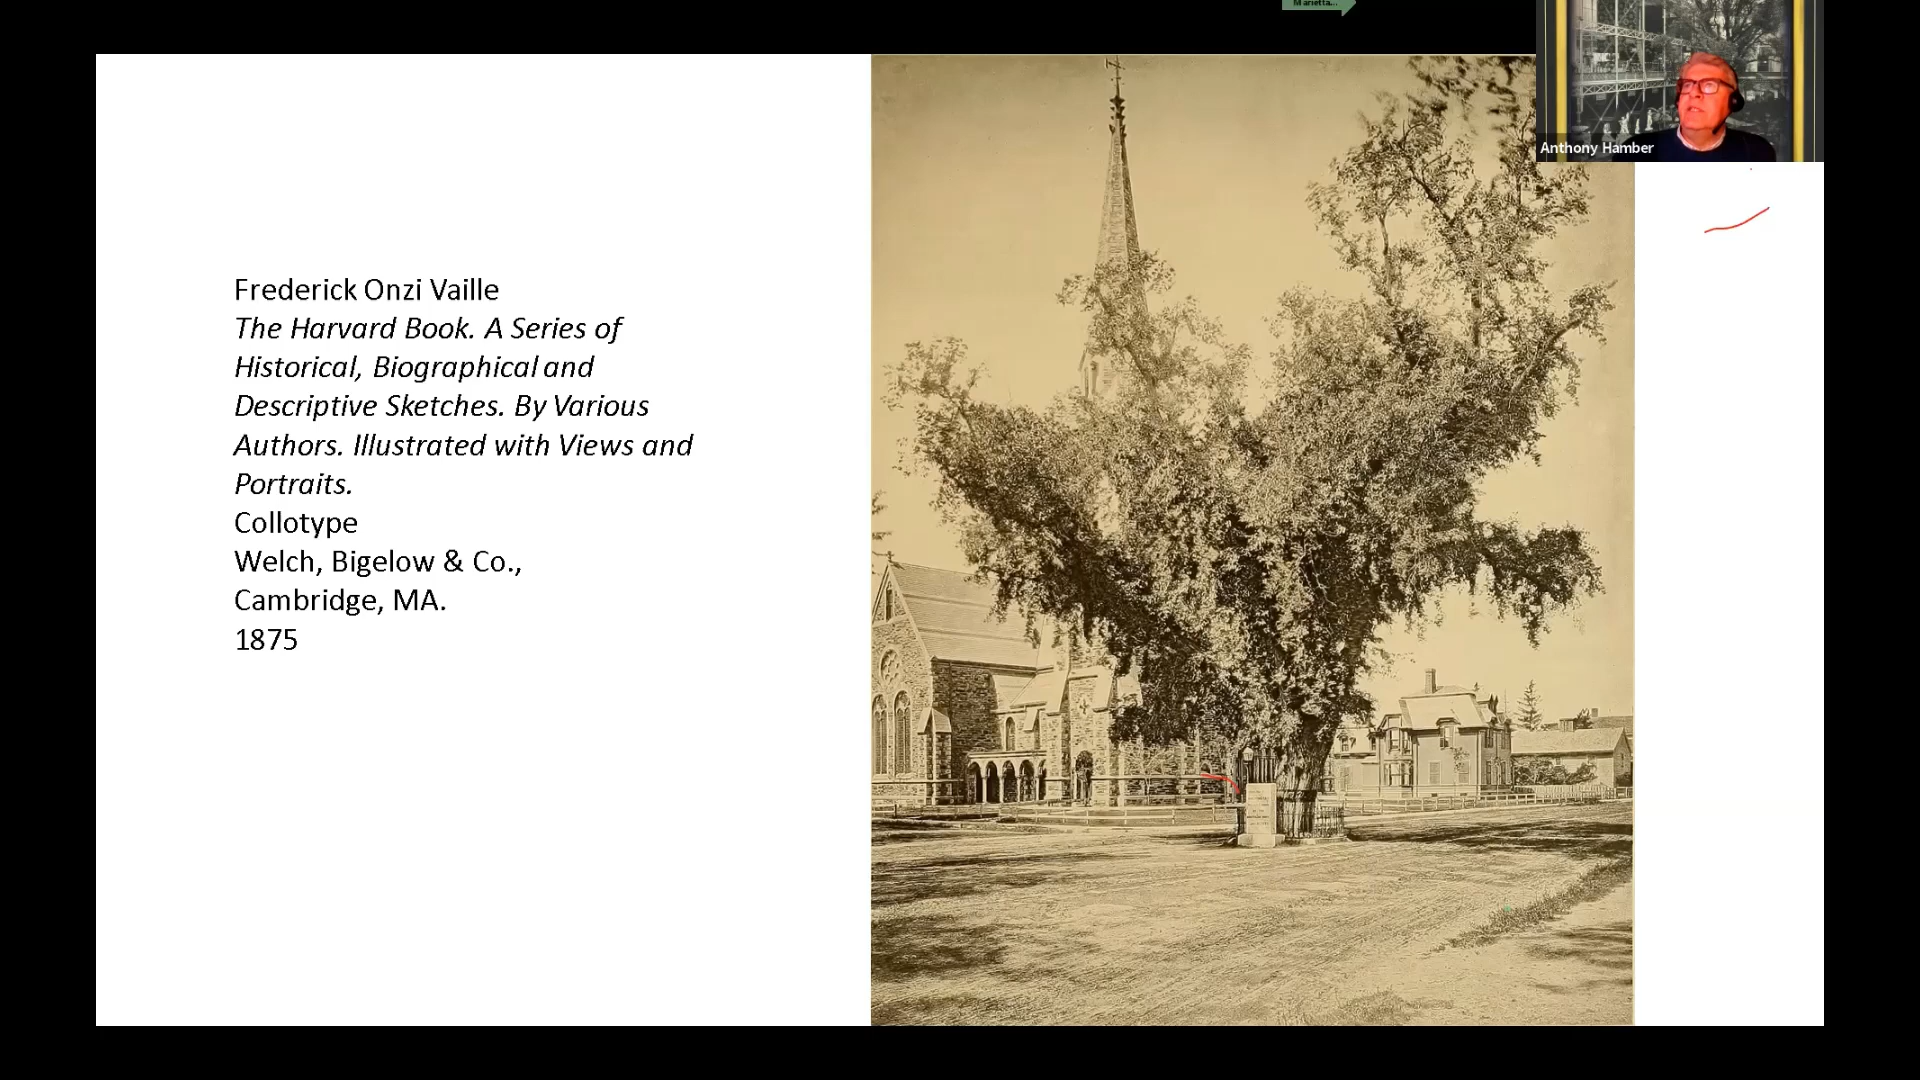 Marietta...
Anthony Hamber
Frederick Onzi Vaille
The Harvard Book. A Series of
Historical, Biographical and
Descriptive Sketches. By Various
Authors. Illustrated with Views and
Portraits.
Collotype
Welch, Bigelow & Co.,
Cambridge, MA.
1875